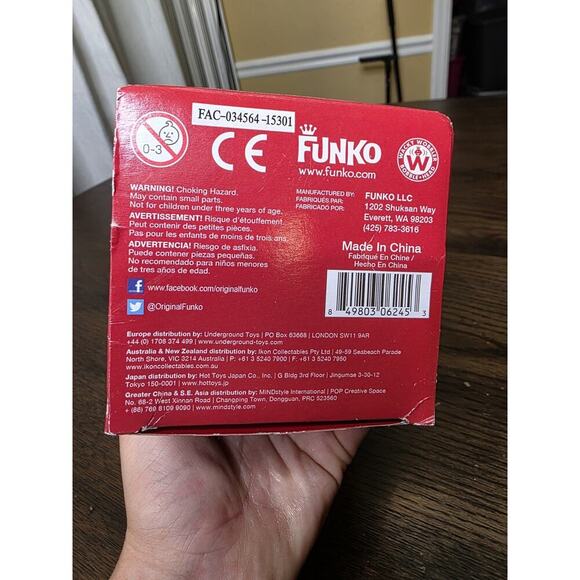 FAC-034564-15301
0-3
CE
FUNKO
www.funko.com
WACKY WOBBLER
W
BOBBLE-HEAD
WARNING! Choking Hazard.
May contain small parts.
Not for children under three years of age.
AVERTISSEMENT! Risque d'étouffement.
Peut contenir des petites pièces.
Pas pour les enfants de moins de trois ans.
ADVERTENCIA! Riesgo de asfixia.
Puede contener piezas pequeñas.
No recomendado para niños menores
de tres años de edad.
MANUFACTURED BY:
FABRIQUÉS PAR:
FABRICADO POR:
FUNKO LLC
1202 Shuksan Way
Everett, WA 98203
(425) 783-3616
Made In China
Fabriqué En Chine /
Hecho En China
f www.facebook.com/originalfunko
@OriginalFunko
8 49803 06245 3
Europe distribution by: Underground Toys | PO Box 63668 | LONDON SW11 9AR
+44 (0) 1708 374 499 | www.underground-toys.com
Australia & New Zealand distribution by: Ikon Collectables Pty Ltd | 49-59 Seabeach Parade
North Shore, VIC 3214 Australia | P: +61 3 5240 7900 | F: +61 3 5240 7950
www.ikoncollectables.com.au
Japan distribution by: Hot Toys Japan Co., Inc. | G Bldg 3rd Floor | Jingumae 3-30-12
Tokyo 150-0001 | www.hottoys.jp
Greater China & S.E. Asia distribution by: MINDstyle International | POP Creative Space
No. 68-2 West Xinnan Road | Changping Town, Dongguan, PRC 523560
+ (86) 769 8109 9090 | www.mindstyle.com